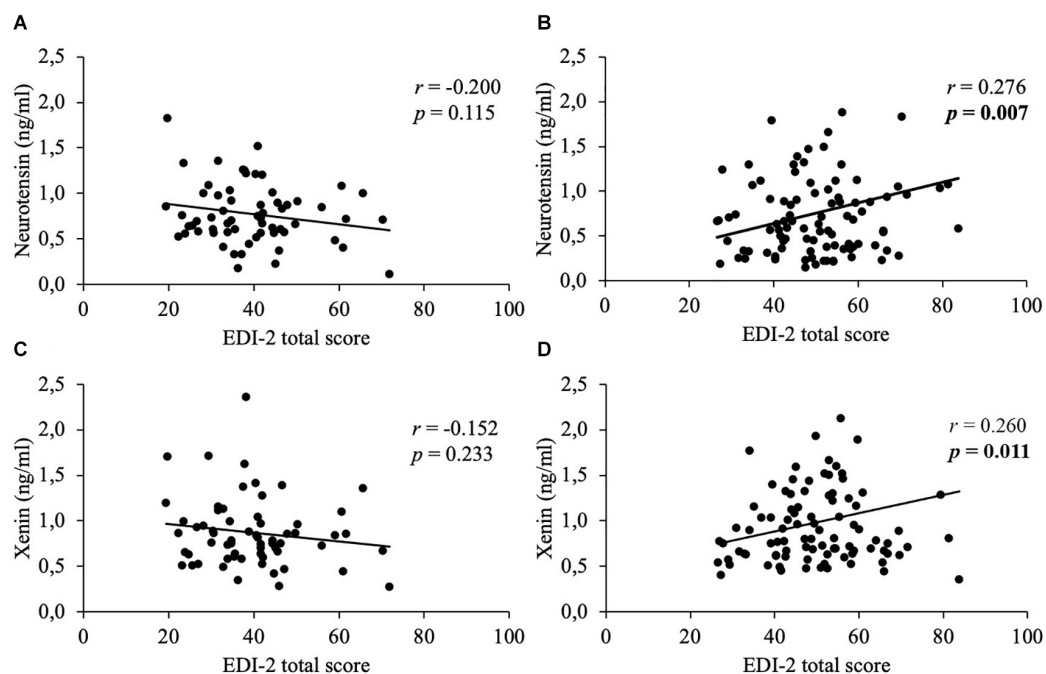 A
2,5
2,0
1,5
1,0
0,5
0,0
Neurotensin (ng/ml)
r = -0.200
p = 0.115
0 20 40 60 80 100
EDI-2 total score
B
2,5
2,0
1,5
1,0
0,5
0,0
Neurotensin (ng/ml)
r = 0.276
p = 0.007
0 20 40 60 80 100
EDI-2 total score
C
2,5
2,0
1,5
1,0
0,5
0,0
Xenin (ng/ml)
r = -0.152
p = 0.233
0 20 40 60 80 100
EDI-2 total score
D
2,5
2,0
1,5
1,0
0,5
0,0
Xenin (ng/ml)
r = 0.260
p = 0.011
0 20 40 60 80 100
EDI-2 total score